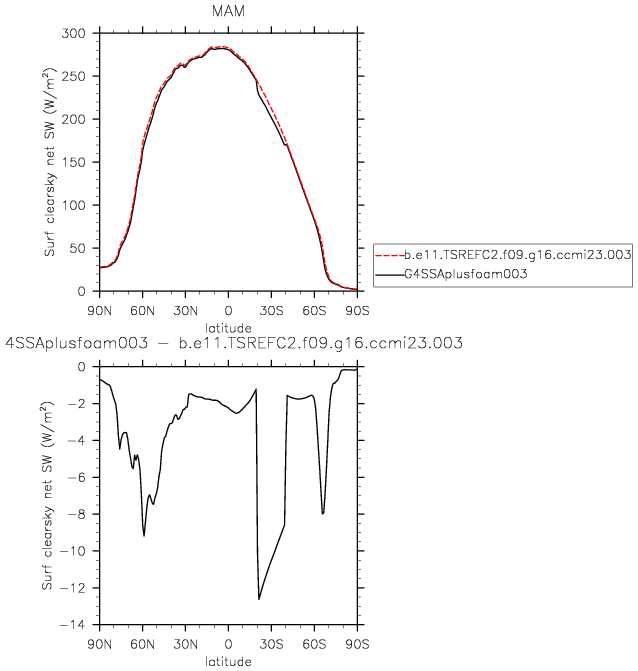 MAM
300
250
200
150
100
50
0
Surf clearsky net SW (W/m²)
90N 60N 30N 0 30S 60S 90S
latitude
b.e11.TSREFC2.f09.g16.ccmi23.003
G4SSAplusfoam003
4SSAplusfoam003 − b.e11.TSREFC2.f09.g16.ccmi23.003
0
−2
−4
−6
−8
−10
−12
−14
Surf clearsky net SW (W/m²)
90N 60N 30N 0 30S 60S 90S
latitude